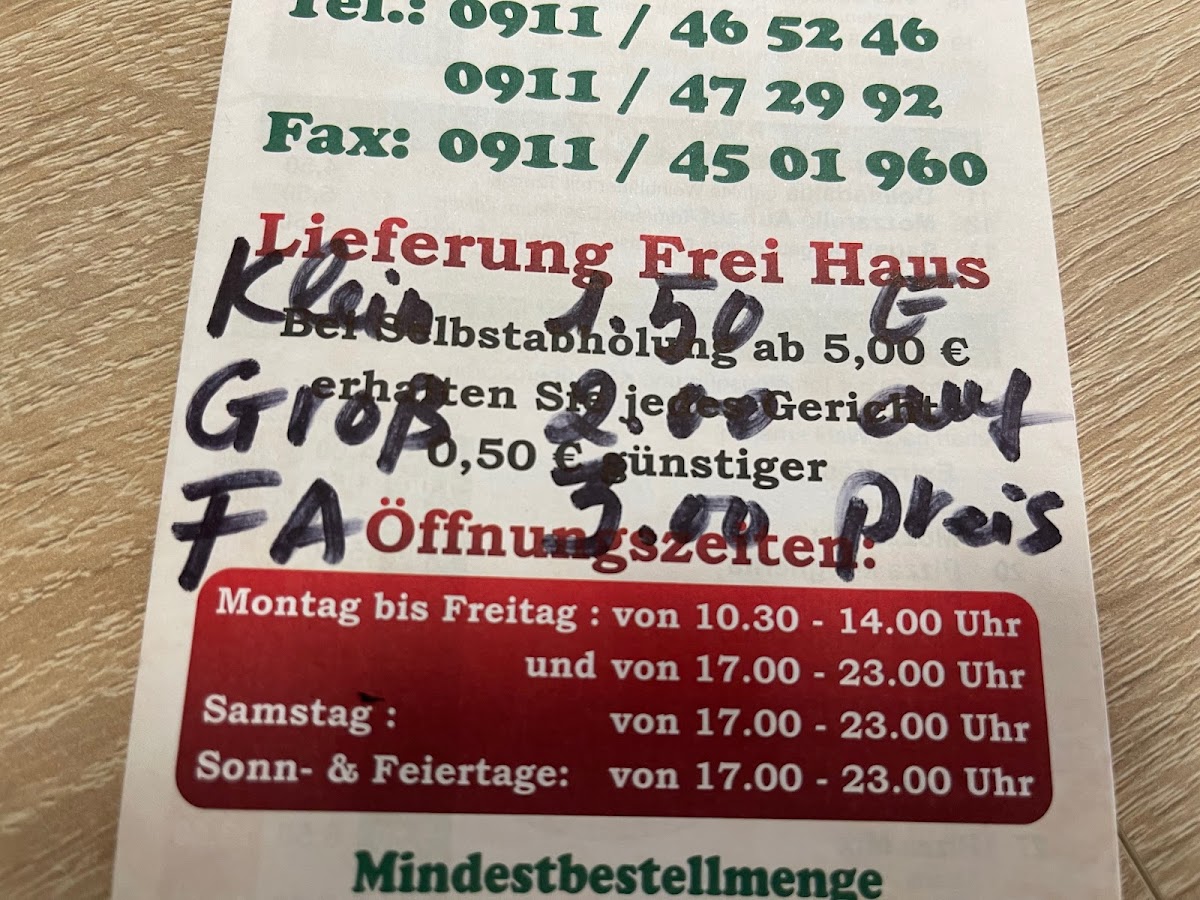 Tel.: 0911 / 46 52 46
0911 / 47 29 92
Fax: 0911 / 45 01 960
Lieferung Frei Haus
Klein 1.50 €
Bei Selbstabholung ab 5,00 €
erhalten Sie jedes Gericht
Groß 2.00 auf
0,50 € günstiger
FA 3.00 preis
Öffnungszeiten:
Montag bis Freitag : von 10.30 - 14.00 Uhr
und von 17.00 - 23.00 Uhr
Samstag : von 17.00 - 23.00 Uhr
Sonn- & Feiertage: von 17.00 - 23.00 Uhr
Mindestbestellmenge